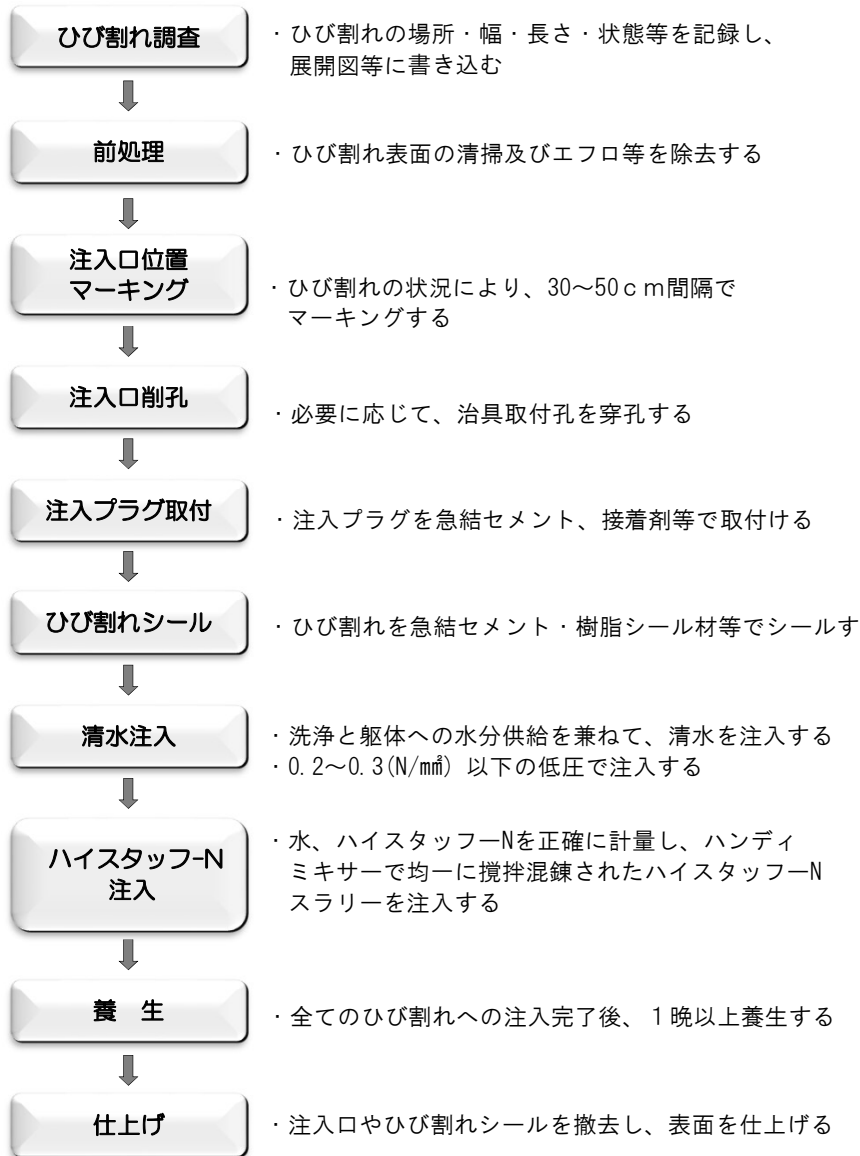 ひび割れ調査
・ひび割れの場所・幅・長さ・状態等を記録し、
展開図等に書き込む
前処理
・ひび割れ表面の清掃及びエフロ等を除去する
注入口位置
マーキング
・ひび割れの状況により、30～50ｃｍ間隔で
マーキングする
注入口削孔
・必要に応じて、治具取付孔を穿孔する
注入プラグ取付
・注入プラグを急結セメント、接着剤等で取付ける
ひび割れシール
・ひび割れを急結セメント・樹脂シール材等でシールす
清水注入
・洗浄と躯体への水分供給を兼ねて、清水を注入する
・0.2～0.3(N/㎟) 以下の低圧で注入する
ハイスタッフ-N
注入
・水、ハイスタッフーNを正確に計量し、ハンディ
ミキサーで均一に撹拌混錬されたハイスタッフーN
スラリーを注入する
養　生
・全てのひび割れへの注入完了後、１晩以上養生する
仕上げ
・注入口やひび割れシールを撤去し、表面を仕上げる